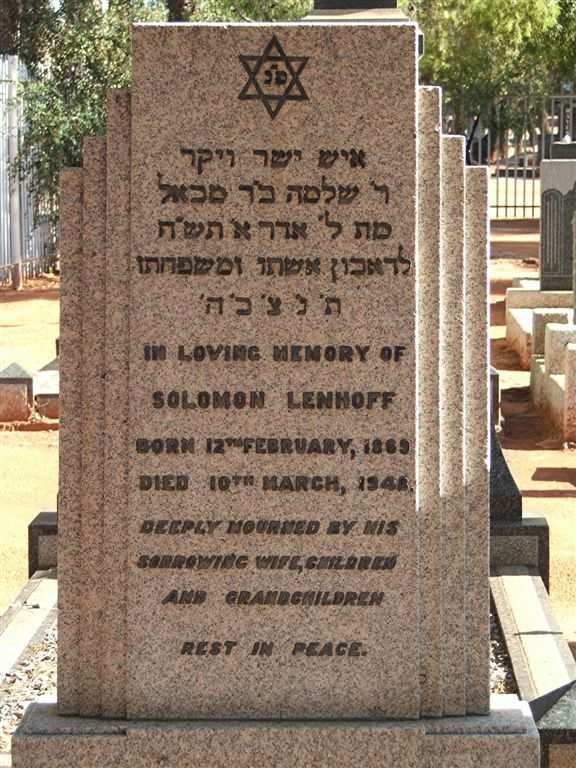 פ"נ
איש ישר ויקר
ר' שלמה ב"ר מכאל
מת ל' אדר א' תש"ח
לדאבון אשתו ומשפחתו
ת' נ' צ' ב' ה'
IN LOVING MEMORY OF
SOLOMON LENHOFF
BORN 12TH FEBRUARY, 1869
DIED 10TH MARCH, 1948.
DEEPLY MOURNED BY HIS
SORROWING WIFE, CHILDREN
AND GRANDCHILDREN
REST IN PEACE.